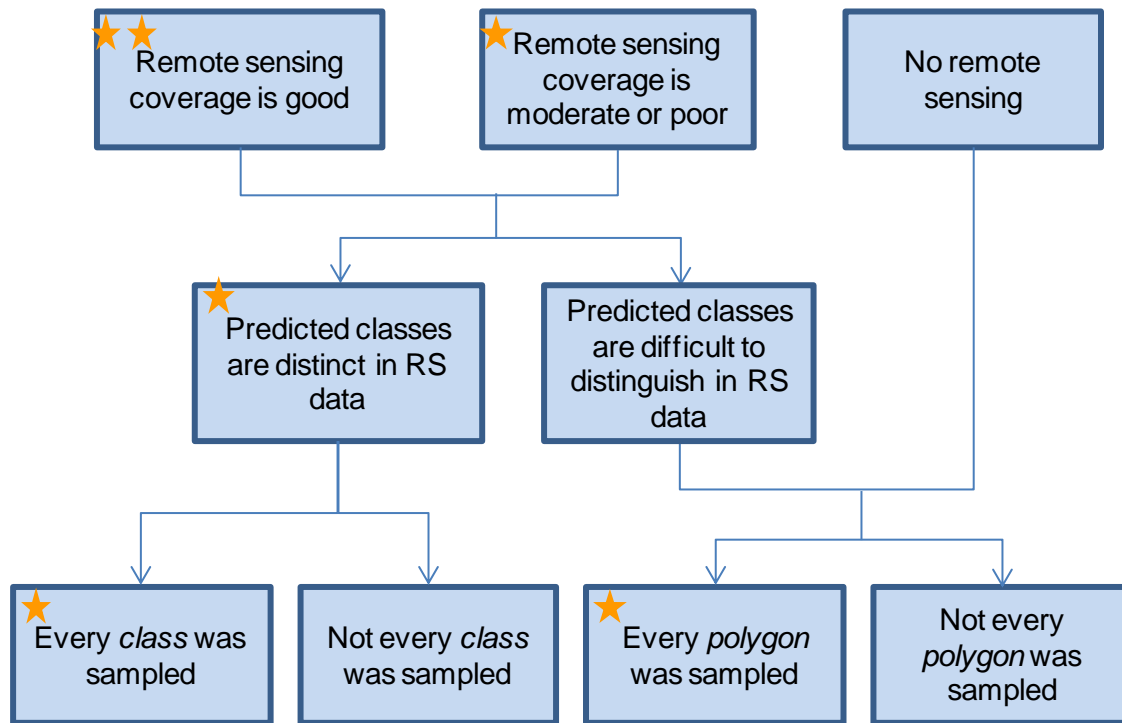 Remote sensing
coverage is good
Remote sensing
coverage is
moderate or poor
No remote
sensing
Predicted classes
are distinct in RS
data
Predicted classes
are difficult to
distinguish in RS
data
Every class was
sampled
Not every class
was sampled
Every polygon
was sampled
Not every
polygon was
sampled